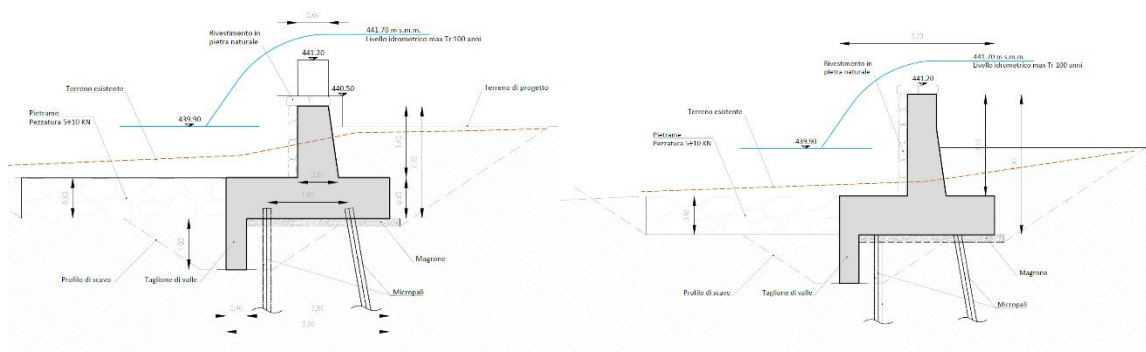 441.70 m s.m.m.
Livello idrometrico max Tr 100 anni
Rivestimento in
pietra naturale
441.20
440.50
Terreno di progetto
Terreno esistente
Pietrame
Pezzatura 5÷10 KN
439.90
Magrone
Profilo di scavo
Taglione di valle
Micropali
441.70 m s.m.m.
Livello idrometrico max Tr 100 anni
Rivestimento in
pietra naturale
441.20
Terreno esistente
Pietrame
Pezzatura 5÷10 KN
439.90
Magrone
Profilo di scavo
Taglione di valle
Micropali